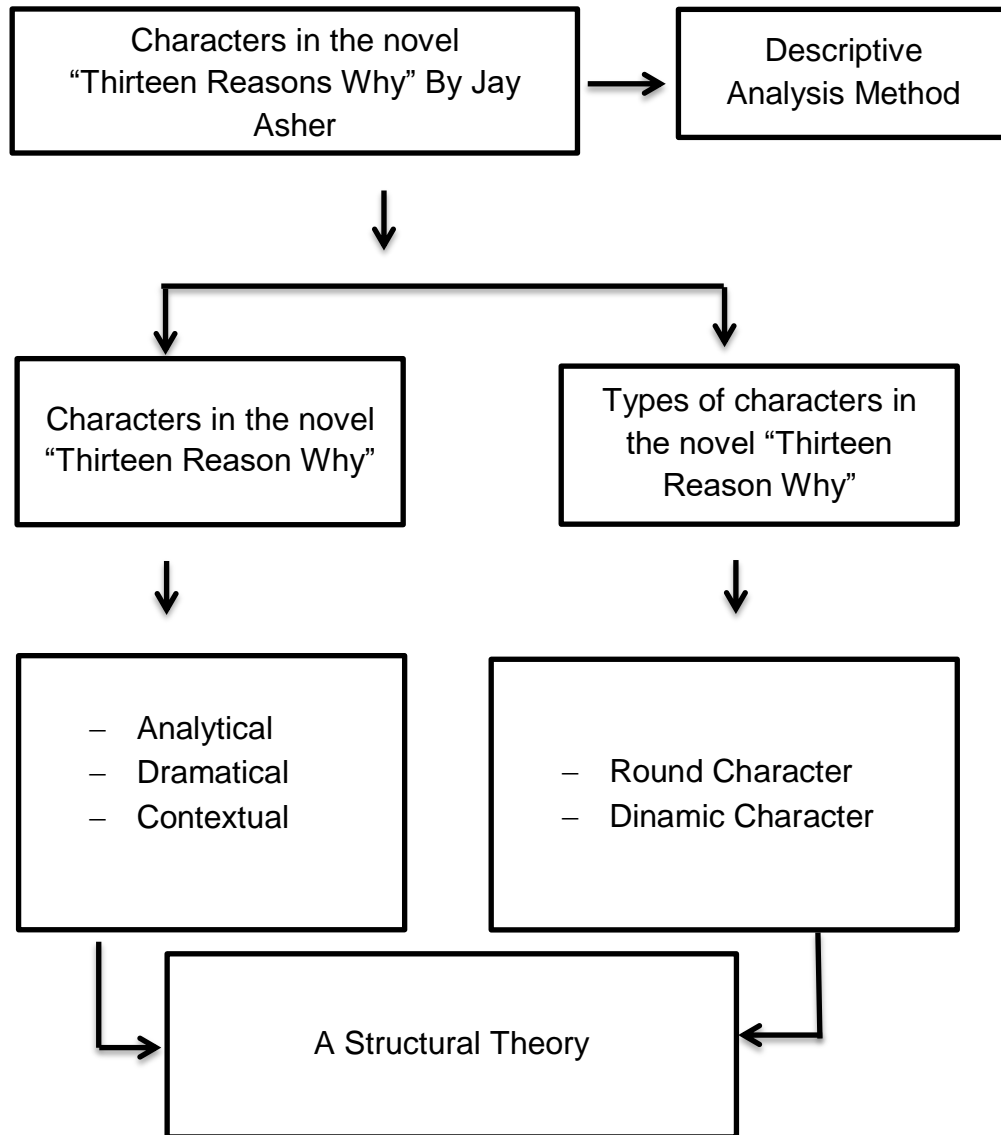 Characters in the novel
“Thirteen Reasons Why” By Jay
Asher
Descriptive
Analysis Method
Characters in the novel
“Thirteen Reason Why”
Types of characters in
the novel “Thirteen
Reason Why”
– Analytical
– Dramatical
– Contextual
– Round Character
– Dinamic Character
A Structural Theory